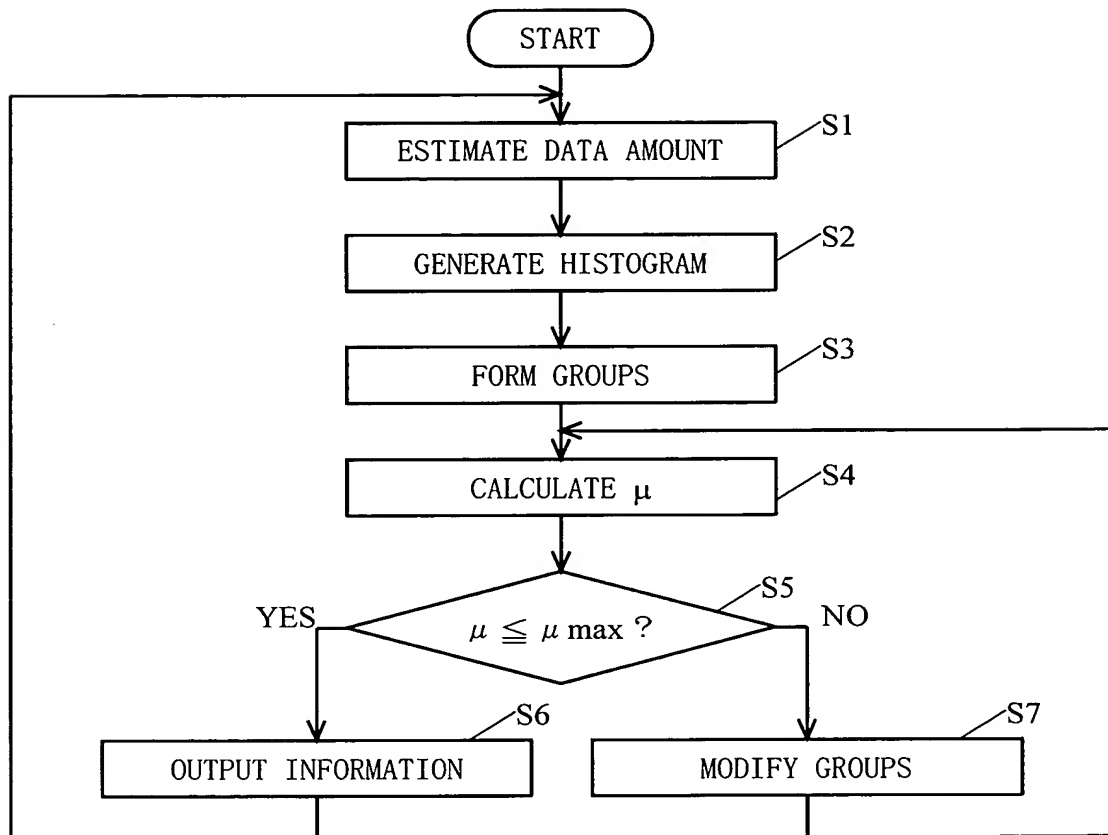 START
S1
ESTIMATE DATA AMOUNT
S2
GENERATE HISTOGRAM
S3
FORM GROUPS
S4
CALCULATE μ
S5
YES
NO
μ ≦ μ max ?
S6
S7
OUTPUT INFORMATION
MODIFY GROUPS